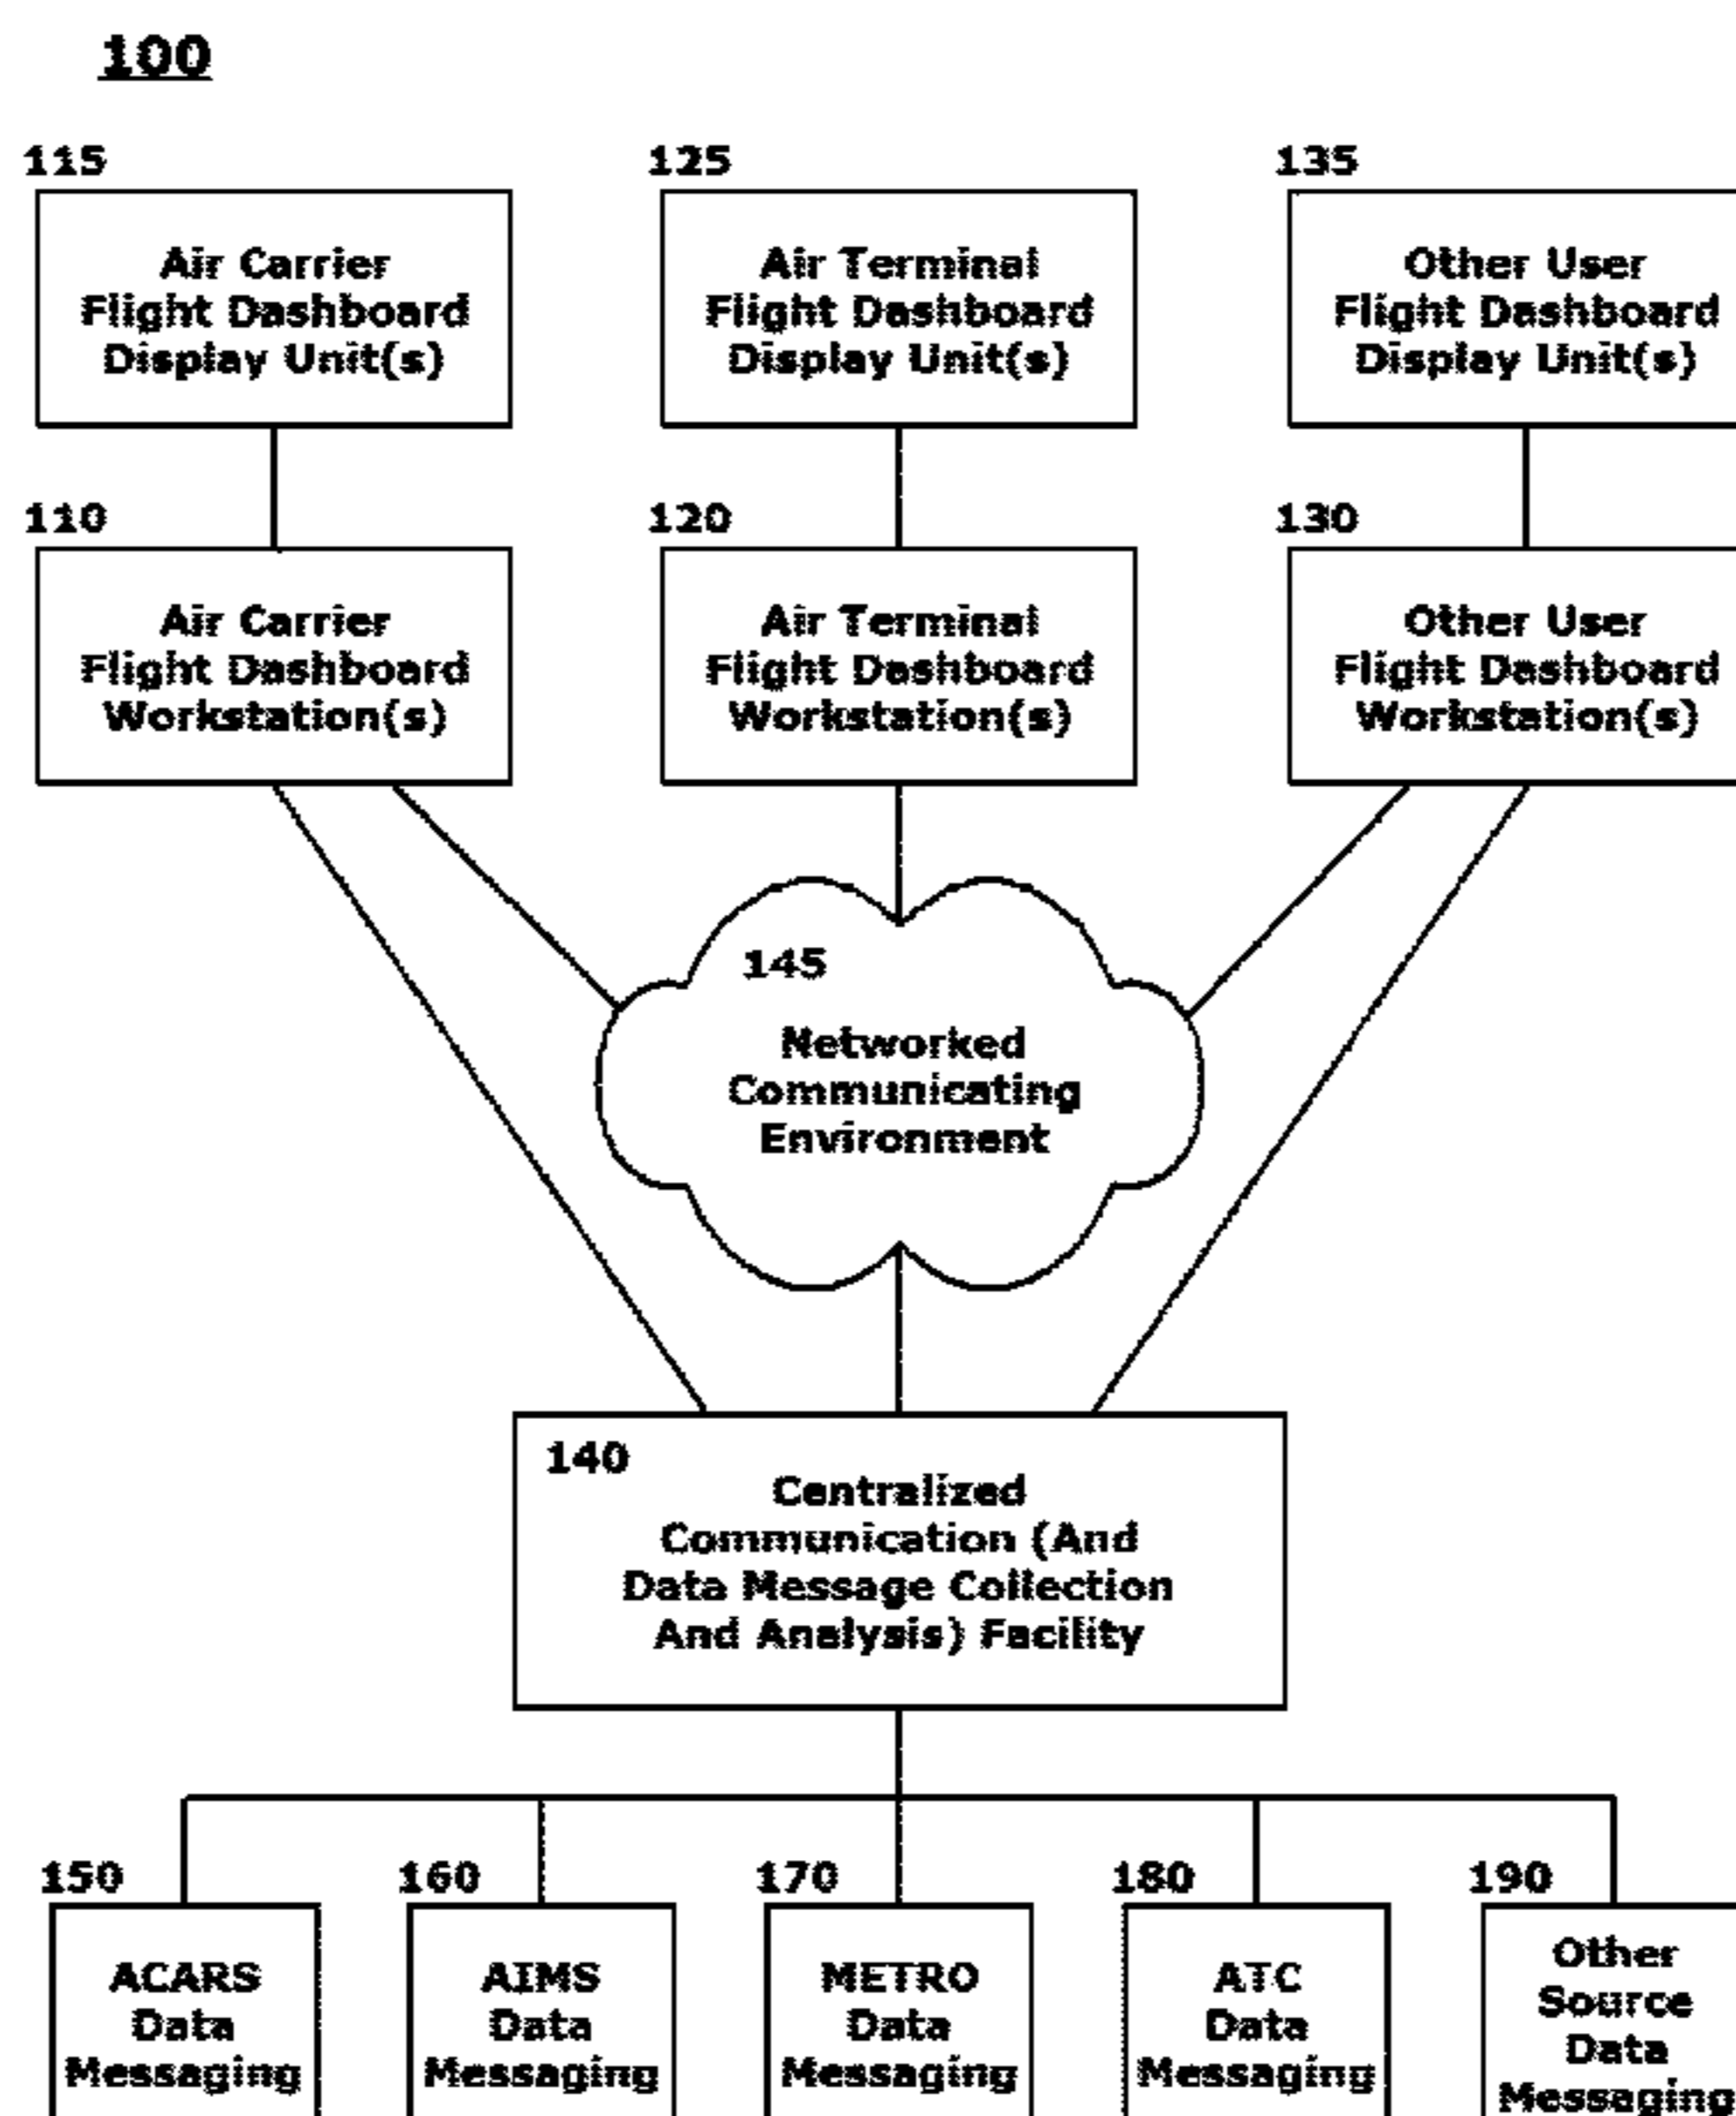 100
115
Air Carrier
Flight Dashboard
Display Unit(s)
125
Air Terminal
Flight Dashboard
Display Unit(s)
135
Other User
Flight Dashboard
Display Unit(s)
110
Air Carrier
Flight Dashboard
Workstation(s)
120
Air Terminal
Flight Dashboard
Workstation(s)
130
Other User
Flight Dashboard
Workstation(s)
145
Networked
Communicating
Environment
140
Centralized
Communication (And
Data Message Collection
And Analysis) Facility
150
ACARS
Data
Messaging
160
AIMS
Data
Messaging
170
METRO
Data
Messaging
180
ATC
Data
Messaging
190
Other
Source
Data
Messaging